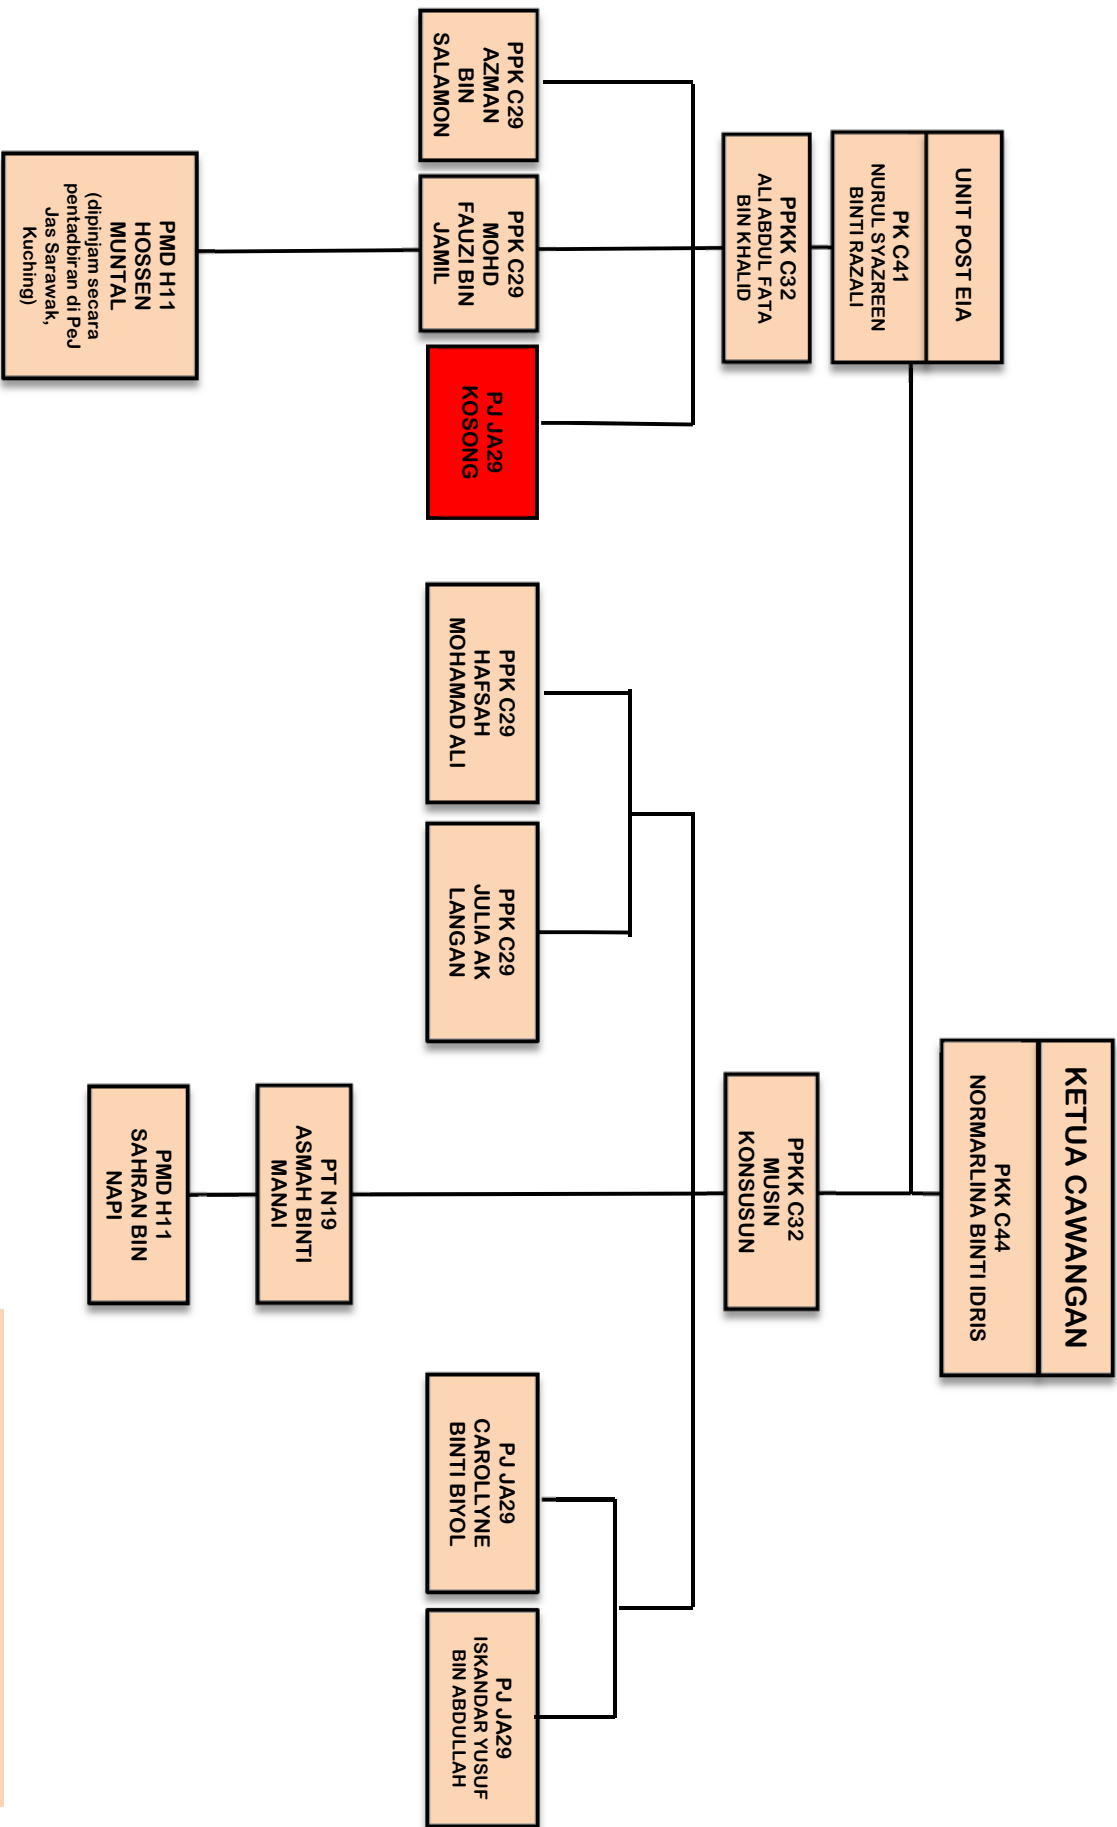 KETUA CAWANGAN
PKK C44
NORMARLINA BINTI IDRIS
UNIT POST EIA
PK C41
NURUL SYAZREEN
BINTI RAZALI
PPKK C32
ALI ABDUL FATA
BIN KHALID
PPKK C32
MUSIN
KONSUSUN
PPK C29
AZMAN
BIN
SALAMON
PPK C29
MOHD
FAUZI BIN
JAMIL
PJ JA29
KOSONG
PPK C29
HAFSAH
MOHAMAD ALI
PPK C29
JULIA AK
LANGAN
PJ JA29
CAROLLYNE
BINTI BIYOL
PJ JA29
ISKANDAR YUSUF
BIN ABDULLAH
PT N19
ASMAH BINTI
MANAI
PMD H11
HOSSEN
MUNTAL
(dipinjam secara
pentadbiran di PeJ
Jas Sarawak,
Kuching)
PMD H11
SAHRAN BIN
NAPI